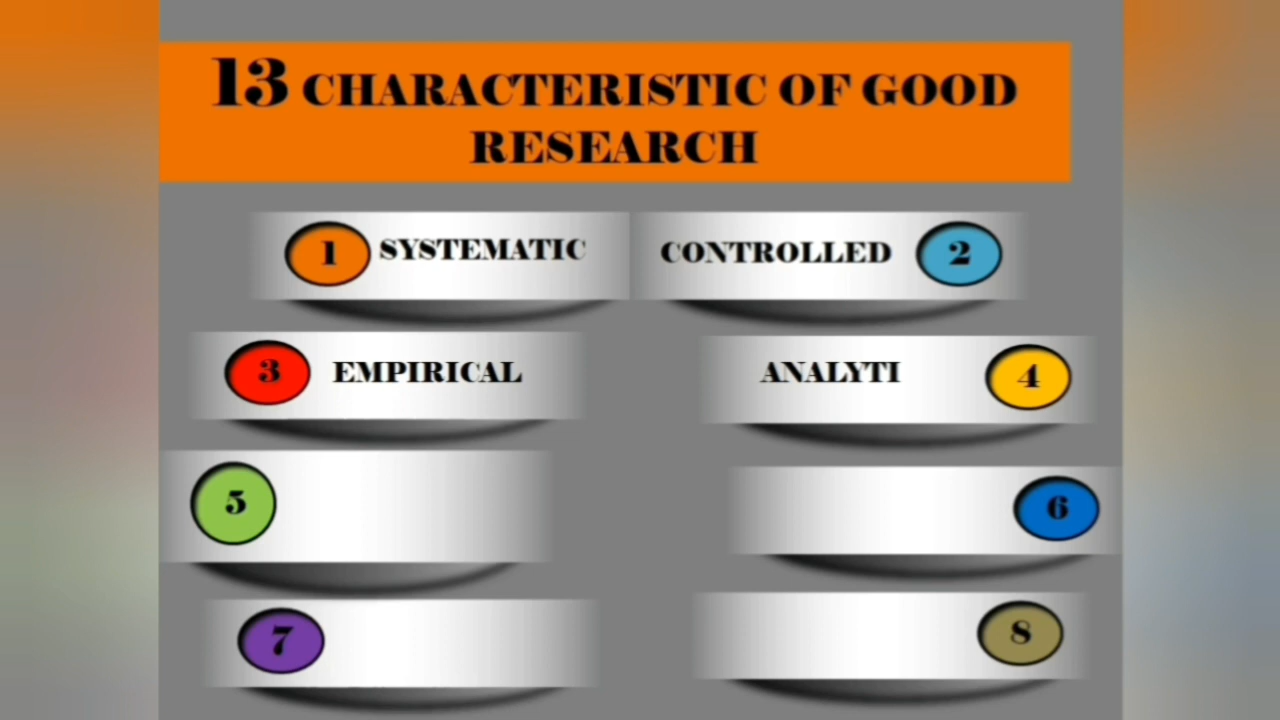 13 CHARACTERISTIC OF GOOD
RESEARCH
1 SYSTEMATIC
CONTROLLED 2
3 EMPIRICAL
ANALYTI 4
5
6
7
8